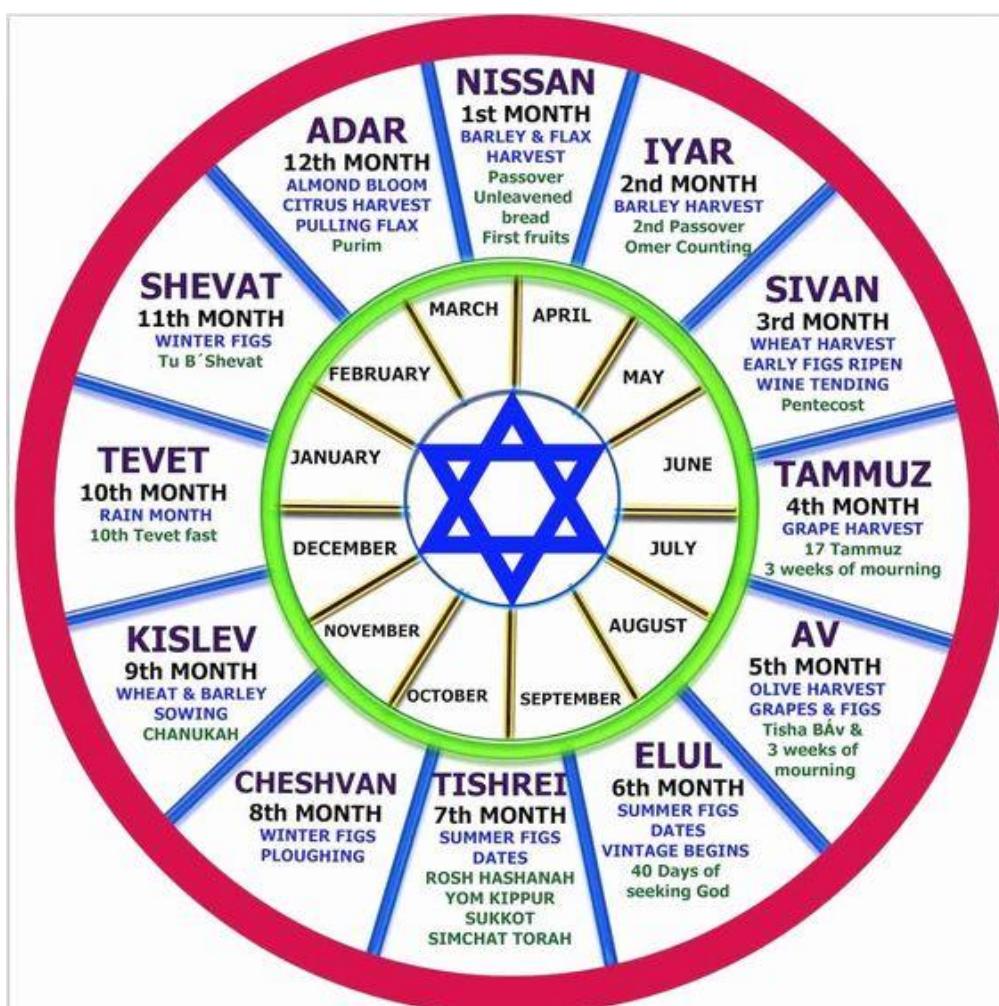 NISSAN
1st MONTH
BARLEY & FLAX
HARVEST
Passover
Unleavened
bread
First fruits
IYAR
2nd MONTH
BARLEY HARVEST
2nd Passover
Omer Counting
SIVAN
3rd MONTH
WHEAT HARVEST
EARLY FIGS RIPEN
WINE TENDING
Pentecost
TAMMUZ
4th MONTH
GRAPE HARVEST
17 Tammuz
3 weeks of mourning
AV
5th MONTH
OLIVE HARVEST
GRAPES & FIGS
Tisha BÁv &
3 weeks of
mourning
ELUL
6th MONTH
SUMMER FIGS
DATES
VINTAGE BEGINS
40 Days of
seeking God
TISHREI
7th MONTH
SUMMER FIGS
DATES
ROSH HASHANAH
YOM KIPPUR
SUKKOT
SIMCHAT TORAH
CHESHVAN
8th MONTH
WINTER FIGS
PLOUGHING
KISLEV
9th MONTH
WHEAT & BARLEY
SOWING
CHANUKAH
TEVET
10th MONTH
RAIN MONTH
10th Tevet fast
SHEVAT
11th MONTH
WINTER FIGS
Tu B´Shevat
ADAR
12th MONTH
ALMOND BLOOM
CITRUS HARVEST
PULLING FLAX
Purim
JANUARY
FEBRUARY
MARCH
APRIL
MAY
JUNE
JULY
AUGUST
SEPTEMBER
OCTOBER
NOVEMBER
DECEMBER